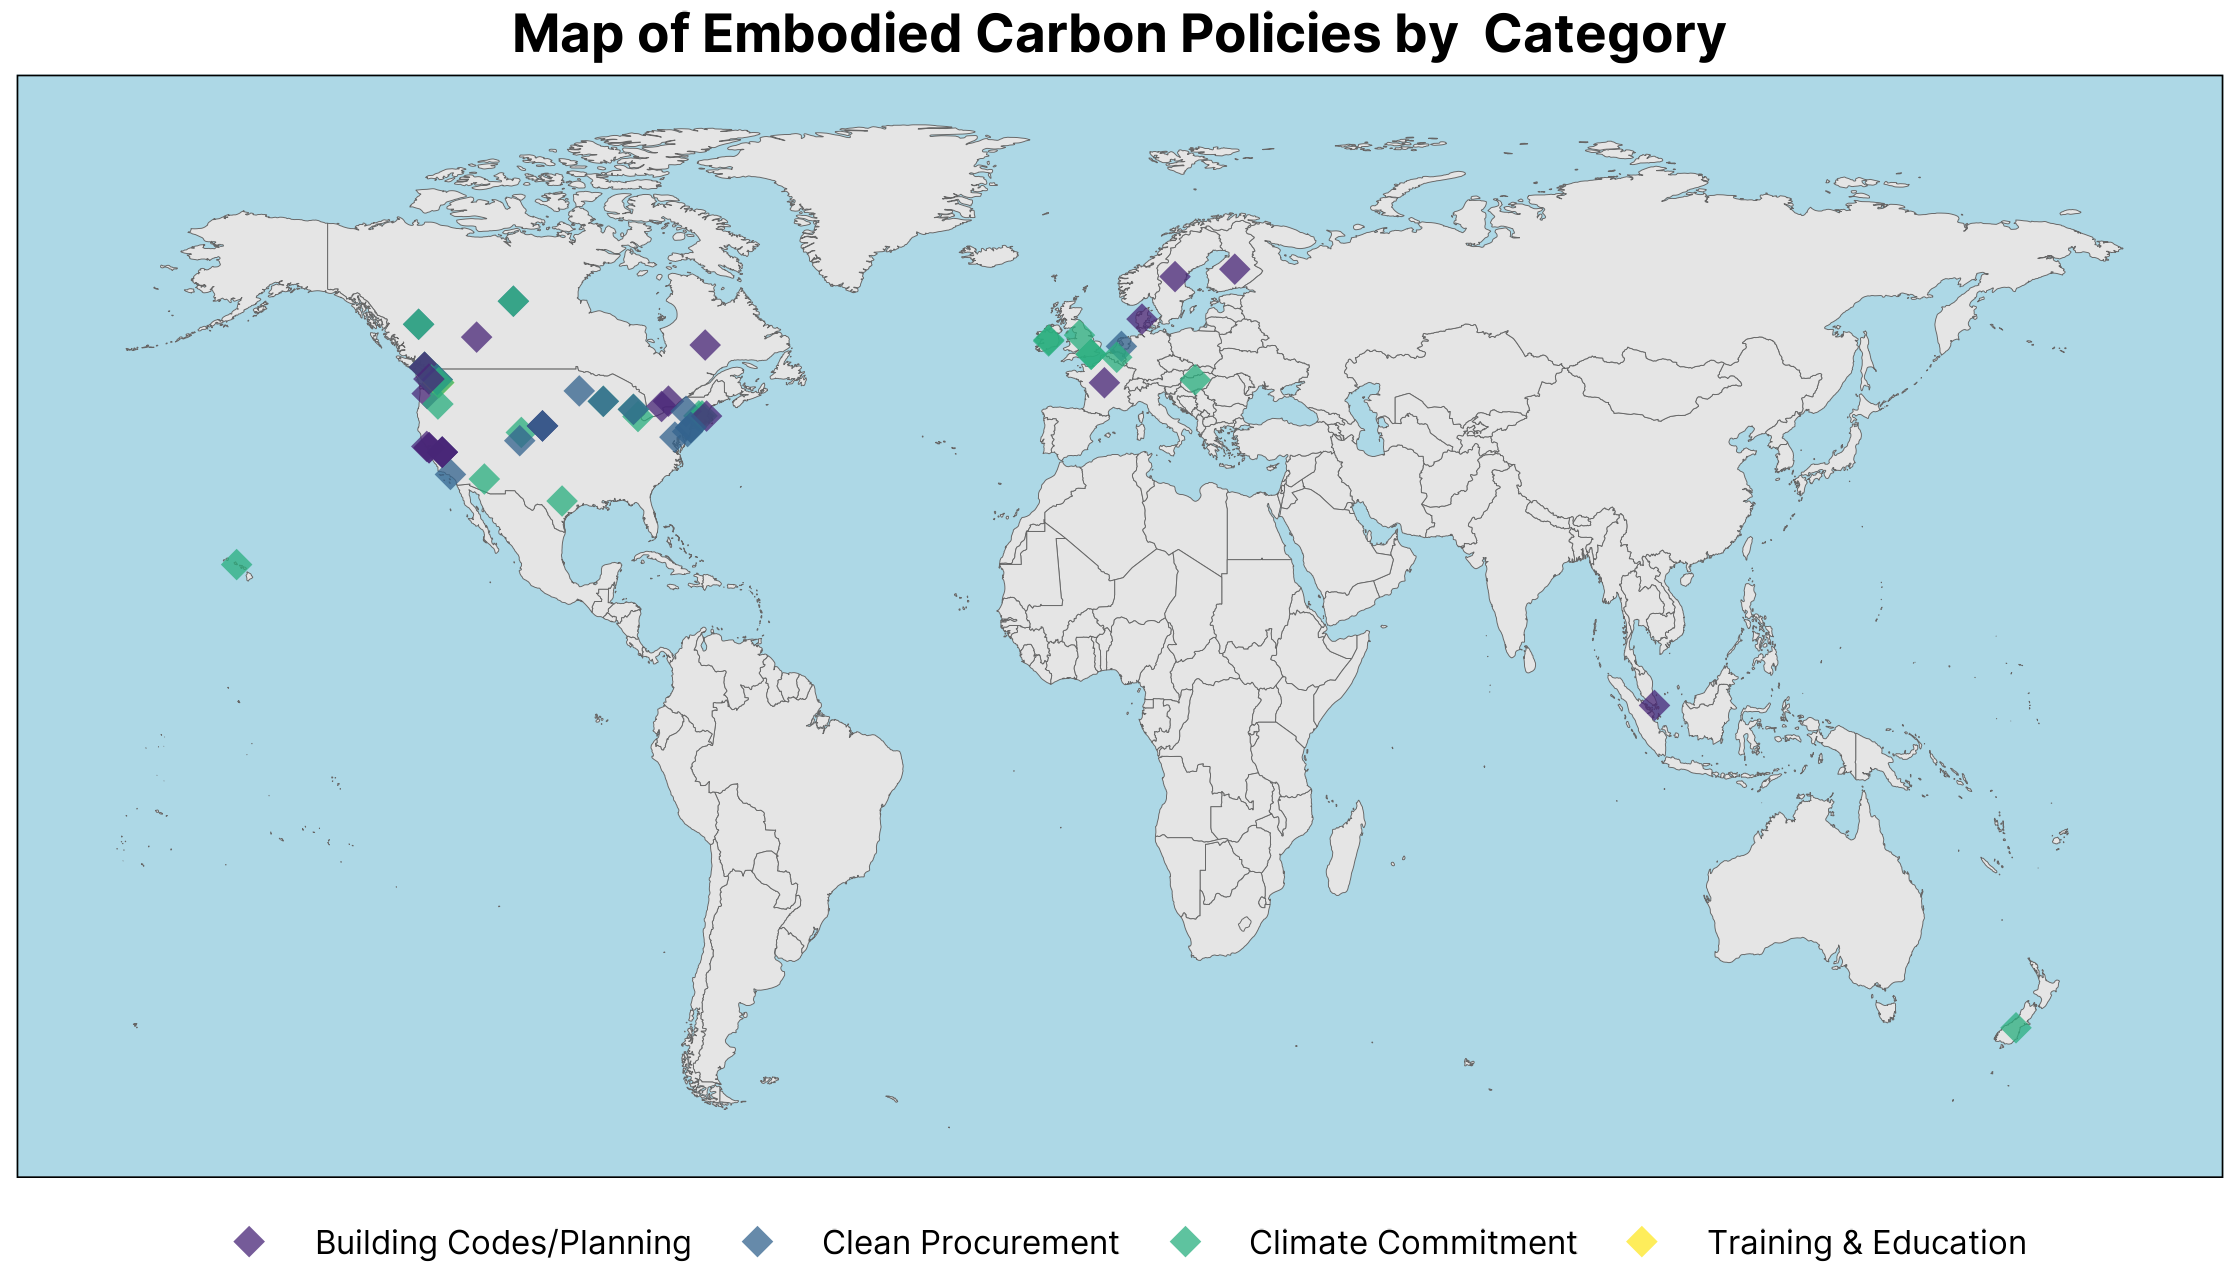 Map of Embodied Carbon Policies by  Category
Building Codes/Planning
Clean Procurement
Climate Commitment
Training & Education